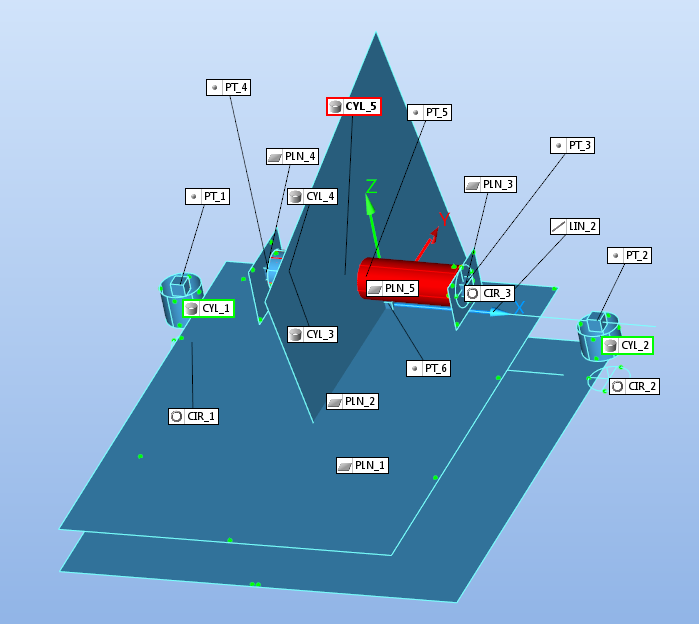 PT_4
CYL_5
PT_5
PT_3
PLN_4
PLN_3
PT_1
CYL_4
Z
Y
LIN_2
PT_2
PLN_5
CIR_3
CYL_1
X
CYL_3
CYL_2
PT_6
CIR_2
PLN_2
CIR_1
PLN_1